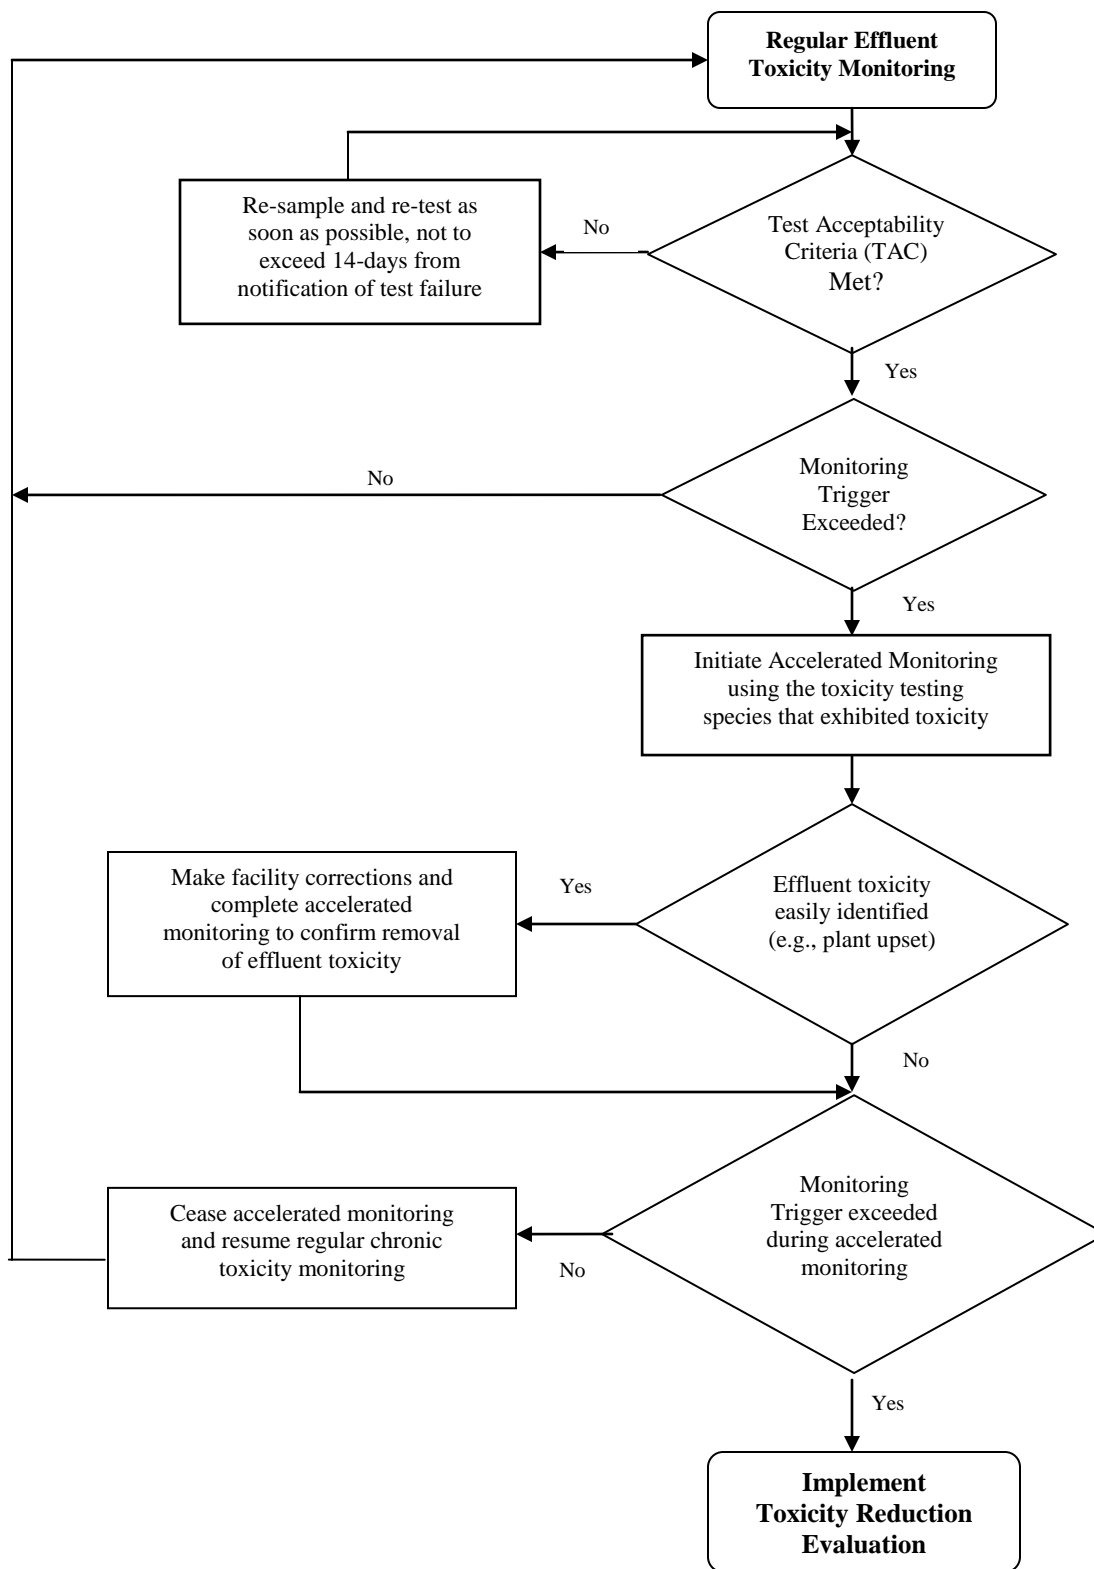 Regular Effluent
Toxicity Monitoring
Re-sample and re-test as
soon as possible, not to
exceed 14-days from
notification of test failure
No
Test Acceptability
Criteria (TAC)
Met?
Yes
No
Monitoring
Trigger
Exceeded?
Yes
Initiate Accelerated Monitoring
using the toxicity testing
species that exhibited toxicity
Make facility corrections and
complete accelerated
monitoring to confirm removal
of effluent toxicity
Yes
Effluent toxicity
easily identified
(e.g., plant upset)
No
Cease accelerated monitoring
and resume regular chronic
toxicity monitoring
No
Monitoring
Trigger exceeded
during accelerated
monitoring
Yes
Implement
Toxicity Reduction
Evaluation